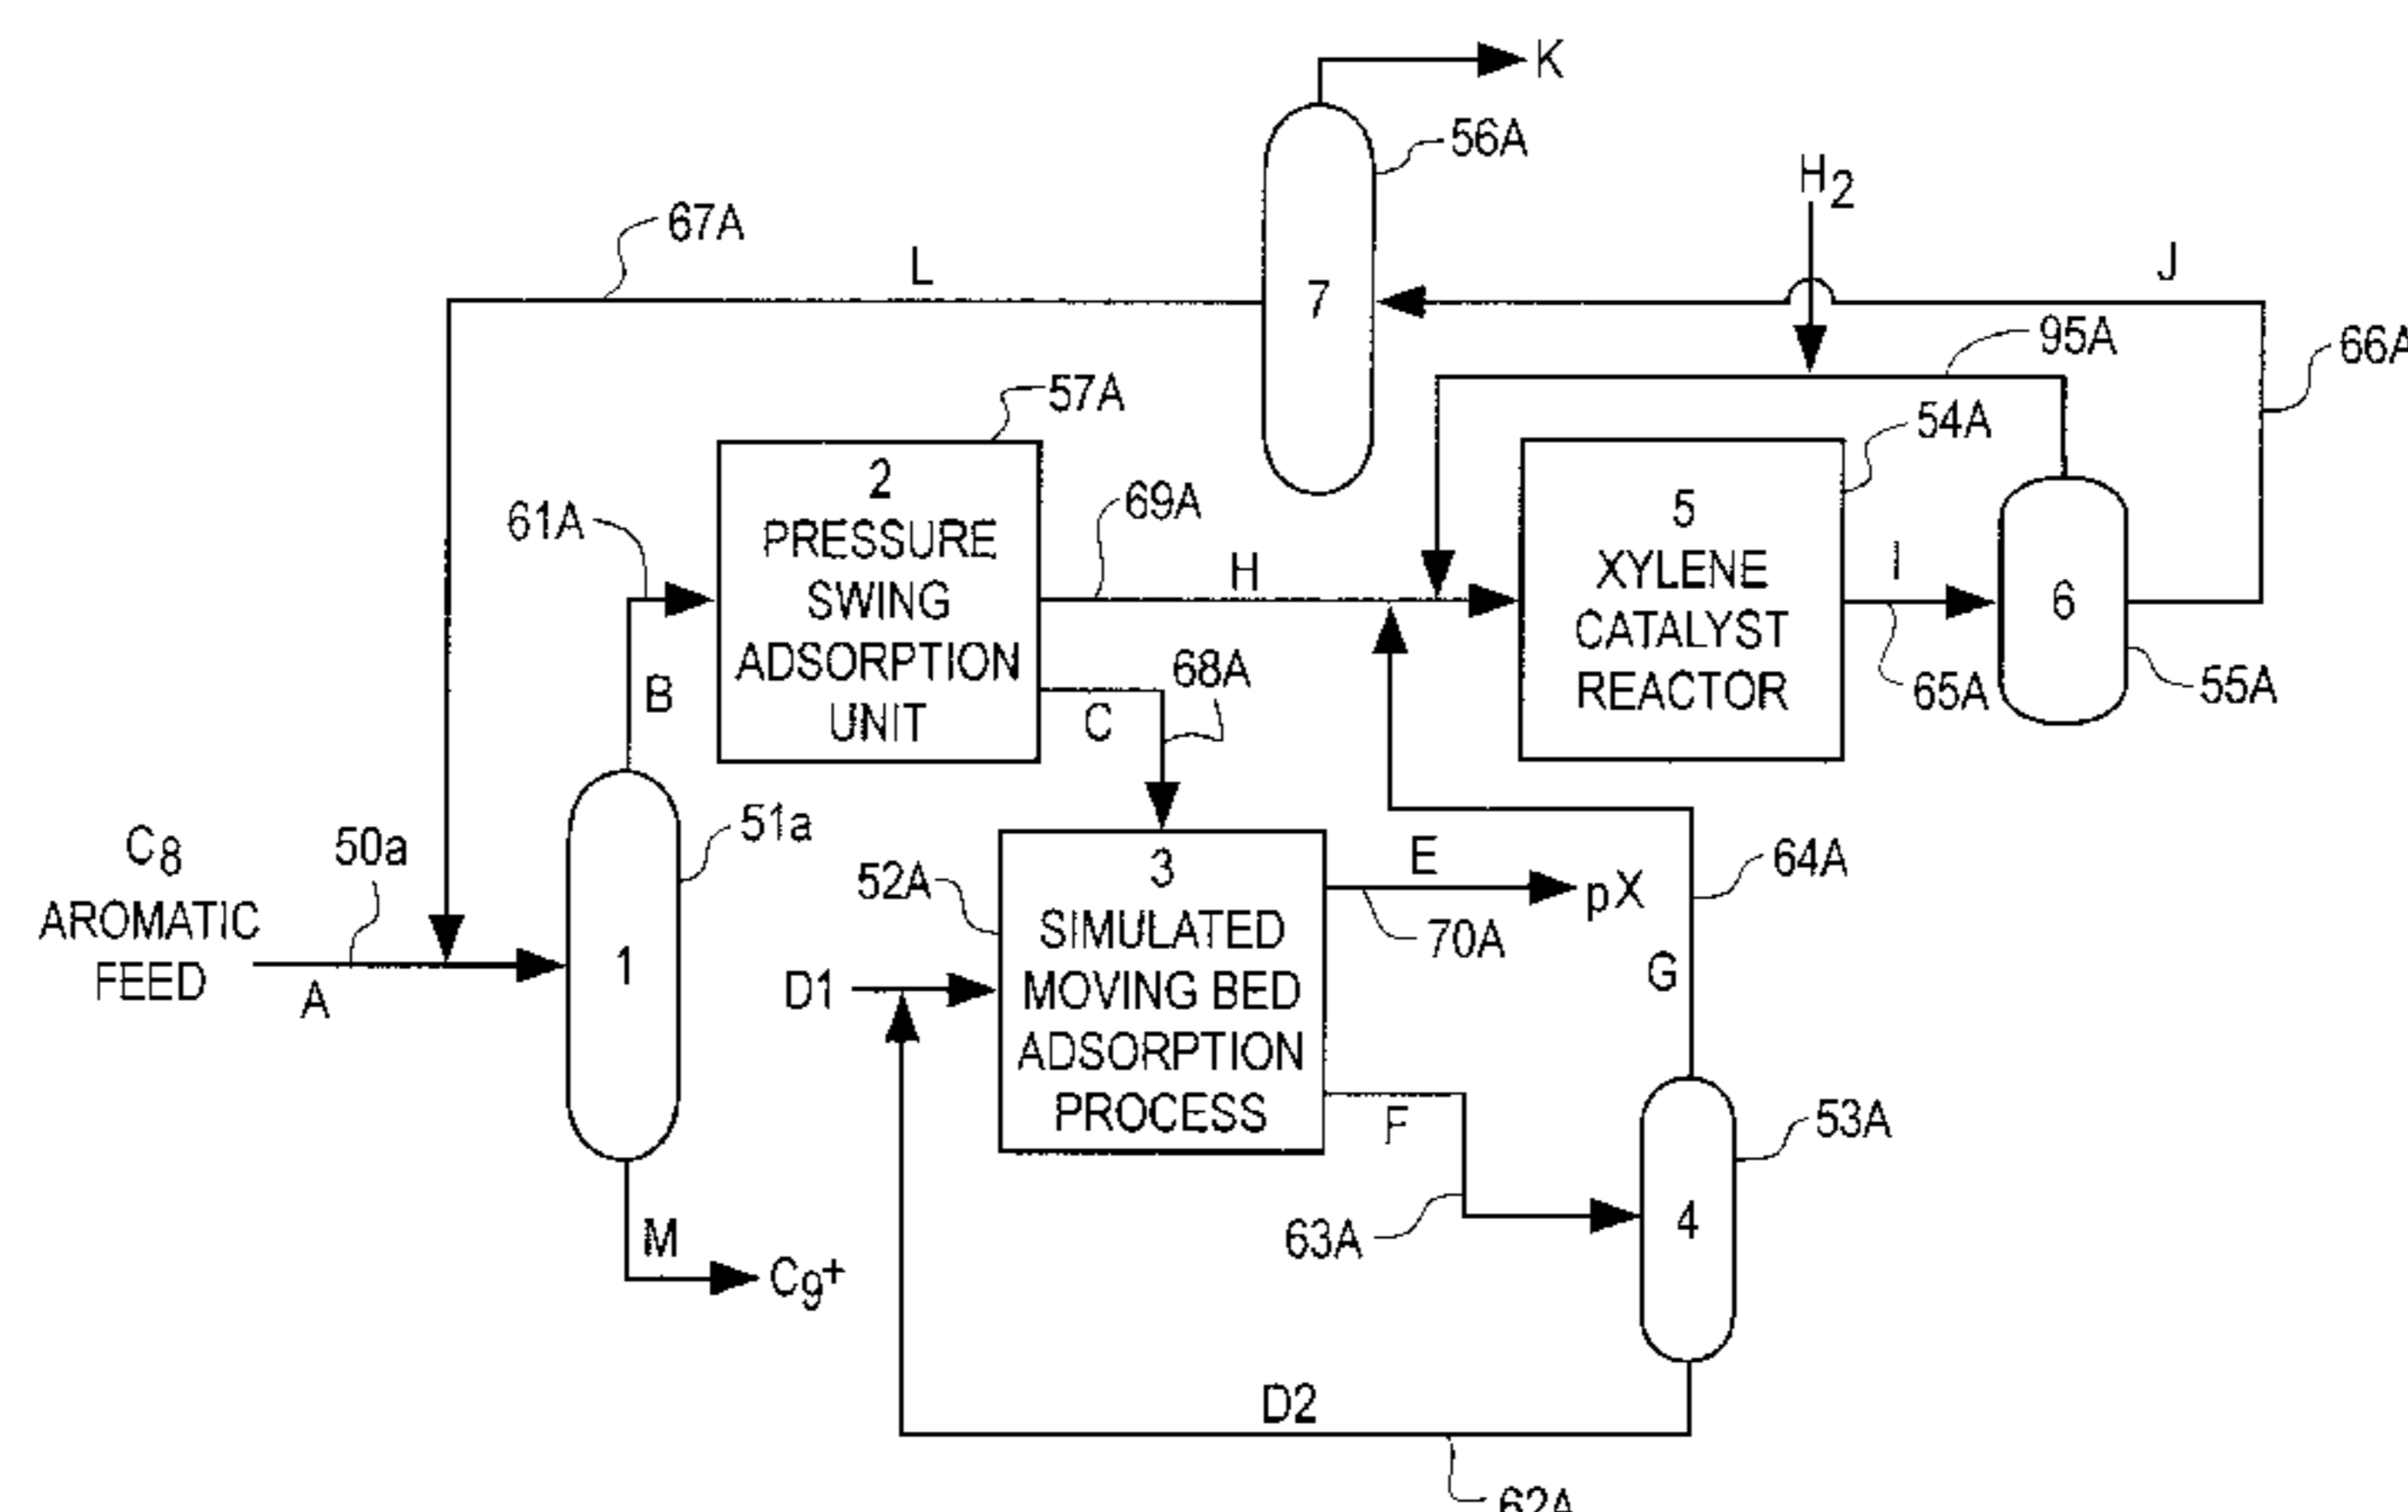 K
56A
H2
67A
L
7
J
95A
66A
57A
54A
2
PRESSURE
SWING
ADSORPTION
UNIT
61A
69A
H
5
XYLENE
CATALYST
REACTOR
I
6
65A
55A
B
C
68A
C8
AROMATIC
FEED
50a
A
51a
1
64A
52A
3
SIMULATED
MOVING BED
ADSORPTION
PROCESS
E
pX
70A
D1
G
F
53A
63A
4
M
C9+
D2
62A